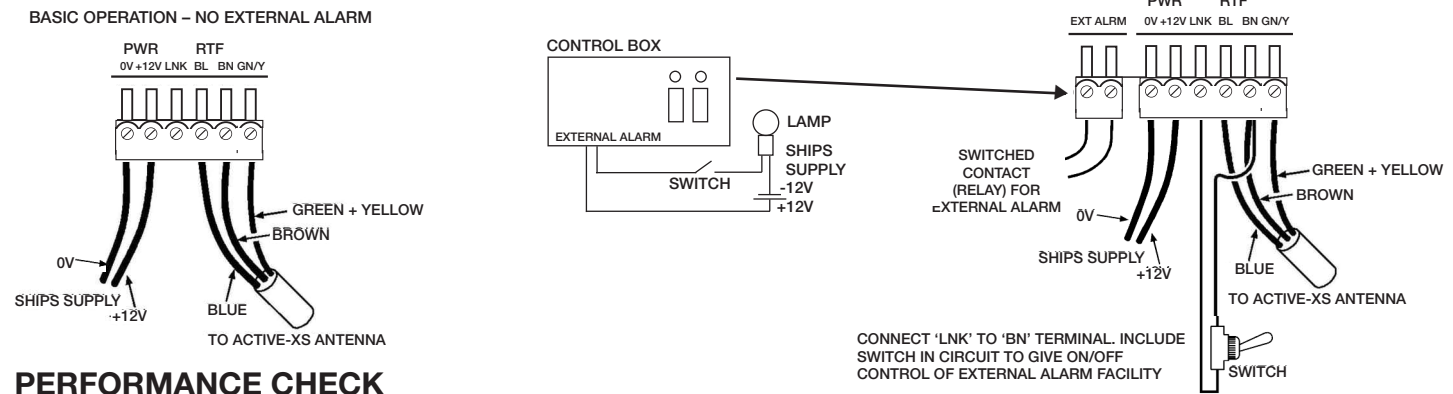 BASIC OPERATION – NO EXTERNAL ALARM
PWR RTF
0V +12V LNK BL BN GN/Y
GREEN + YELLOW
BROWN
0V
SHIPS SUPPLY
+12V
BLUE
TO ACTIVE-XS ANTENNA
PERFORMANCE CHECK
CONTROL BOX
EXTERNAL ALARM
LAMP
SHIPS
SUPPLY
-12V
+12V
SWITCH
PWR RTF
EXT ALRM 0V +12V LNK BL BN GN/Y
SWITCHED
CONTACT
(RELAY) FOR
EXTERNAL ALARM
GREEN + YELLOW
BROWN
0V
SHIPS SUPPLY
+12V
BLUE
TO ACTIVE-XS ANTENNA
CONNECT ‘LNK’ TO ‘BN’ TERMINAL. INCLUDE
SWITCH IN CIRCUIT TO GIVE ON/OFF
CONTROL OF EXTERNAL ALARM FACILITY
SWITCH